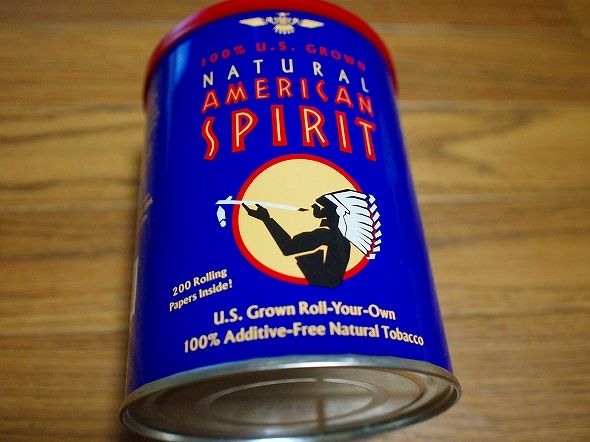 100% U.S. GROWN
NATURAL
AMERICAN
SPIRIT
200 Rolling
Papers Inside!
U.S. Grown Roll-Your-Own
100% Additive-Free Natural Tobacco